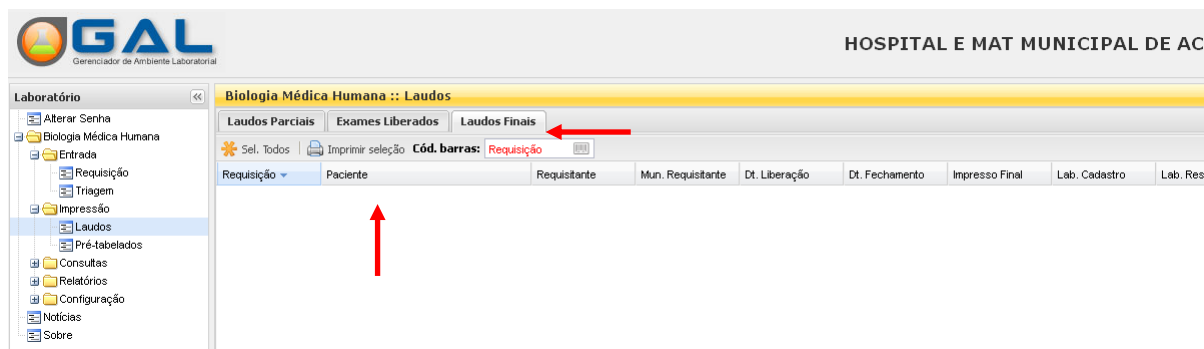 GAL
Gerenciador de Ambiente Laboratorial
HOSPITAL E MAT MUNICIPAL DE AC
Laboratório
Alterar Senha
Biologia Médica Humana
Entrada
Requisição
Triagem
Impressão
Laudos
Pré-tabelados
Consultas
Relatórios
Configuração
Notícias
Sobre
Biologia Médica Humana :: Laudos
Laudos Parciais Exames Liberados Laudos Finais
Sel. Todos Imprimir seleção Cód. barras: Requisição
Requisição Paciente Requisitante Mun. Requisitante Dt. Liberação Dt. Fechamento Impresso Final Lab. Cadastro Lab. Res